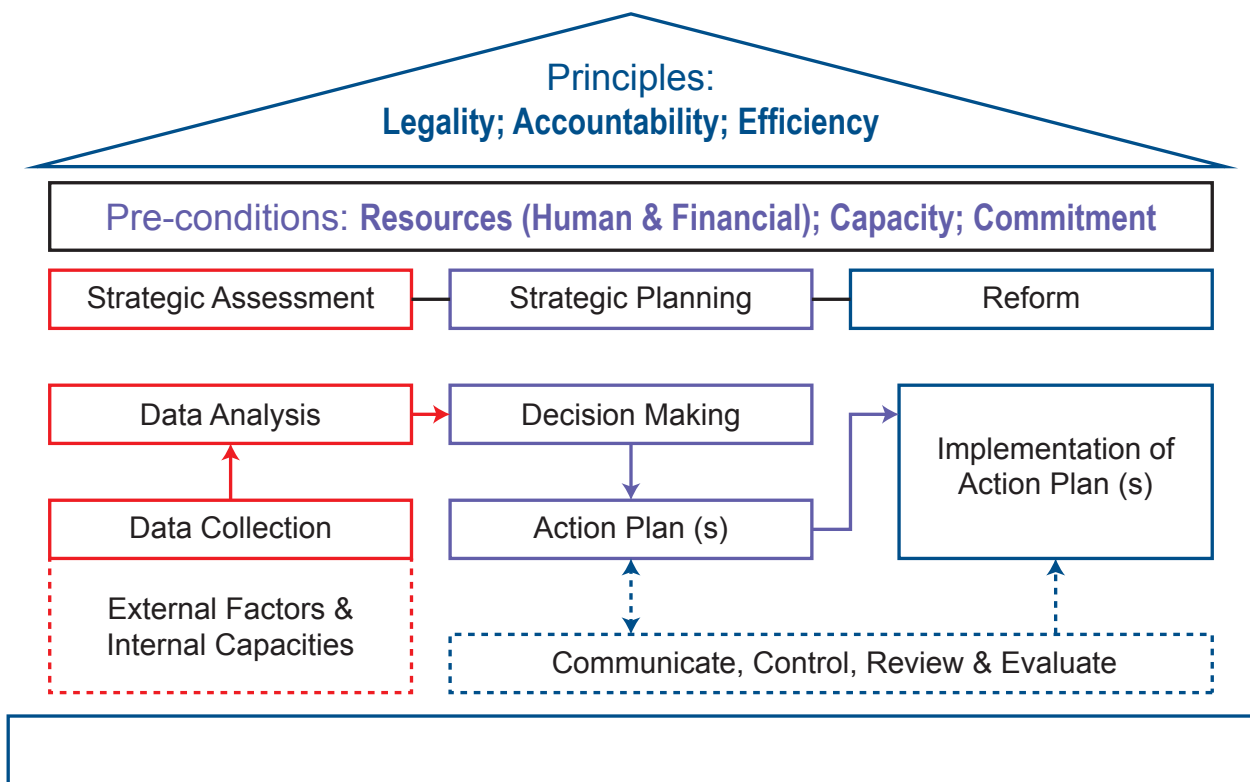 Principles:
Legality; Accountability; Efficiency
Pre-conditions: Resources (Human & Financial); Capacity; Commitment
Strategic Assessment
Strategic Planning
Reform
Data Analysis
Decision Making
Implementation of
Action Plan (s)
Data Collection
Action Plan (s)
External Factors &
Internal Capacities
Communicate, Control, Review & Evaluate